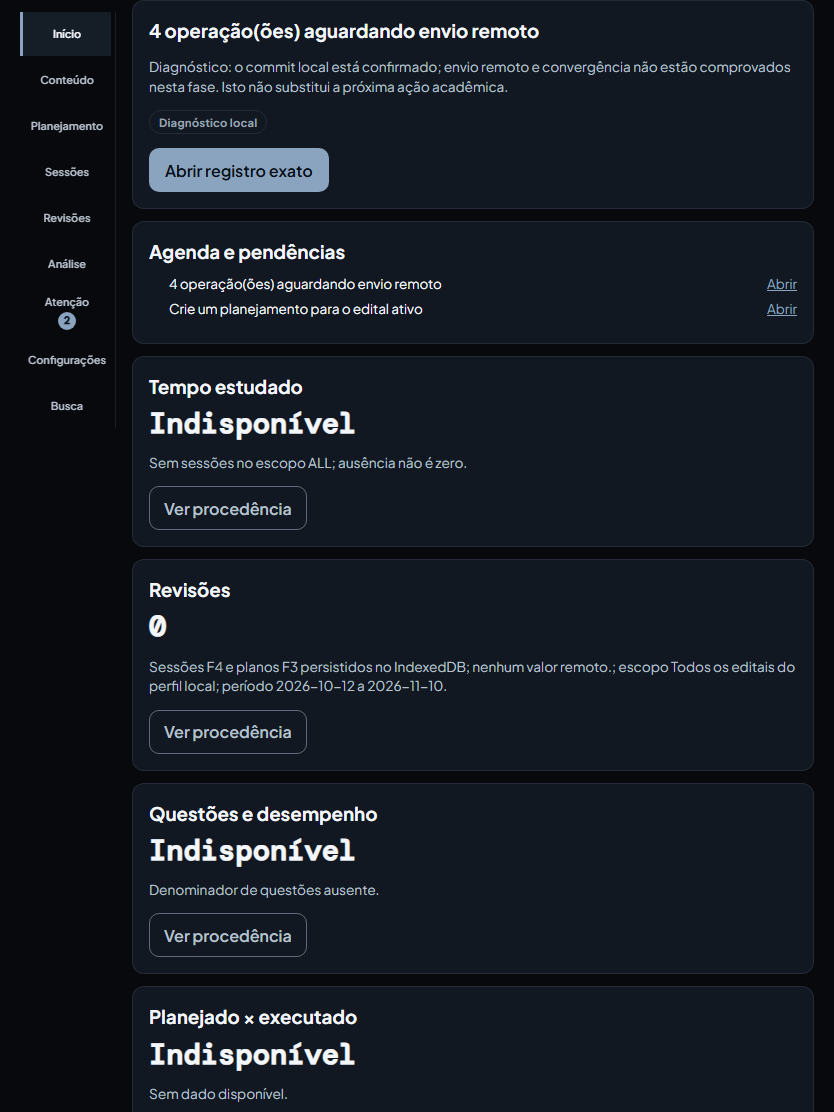 Início
Conteúdo
Planejamento
Sessões
Revisões
Análise
Atenção
2
Configurações
Busca
4 operação(ões) aguardando envio remoto
Diagnóstico: o commit local está confirmado; envio remoto e convergência não estão comprovados
nesta fase. Isto não substitui a próxima ação acadêmica.
Diagnóstico local
Abrir registro exato
Agenda e pendências
4 operação(ões) aguardando envio remoto Abrir
Crie um planejamento para o edital ativo Abrir
Tempo estudado
Indisponível
Sem sessões no escopo ALL; ausência não é zero.
Ver procedência
Revisões
0
Sessões F4 e planos F3 persistidos no IndexedDB; nenhum valor remoto.; escopo Todos os editais do
perfil local; período 2026-10-12 a 2026-11-10.
Ver procedência
Questões e desempenho
Indisponível
Denominador de questões ausente.
Ver procedência
Planejado × executado
Indisponível
Sem dado disponível.